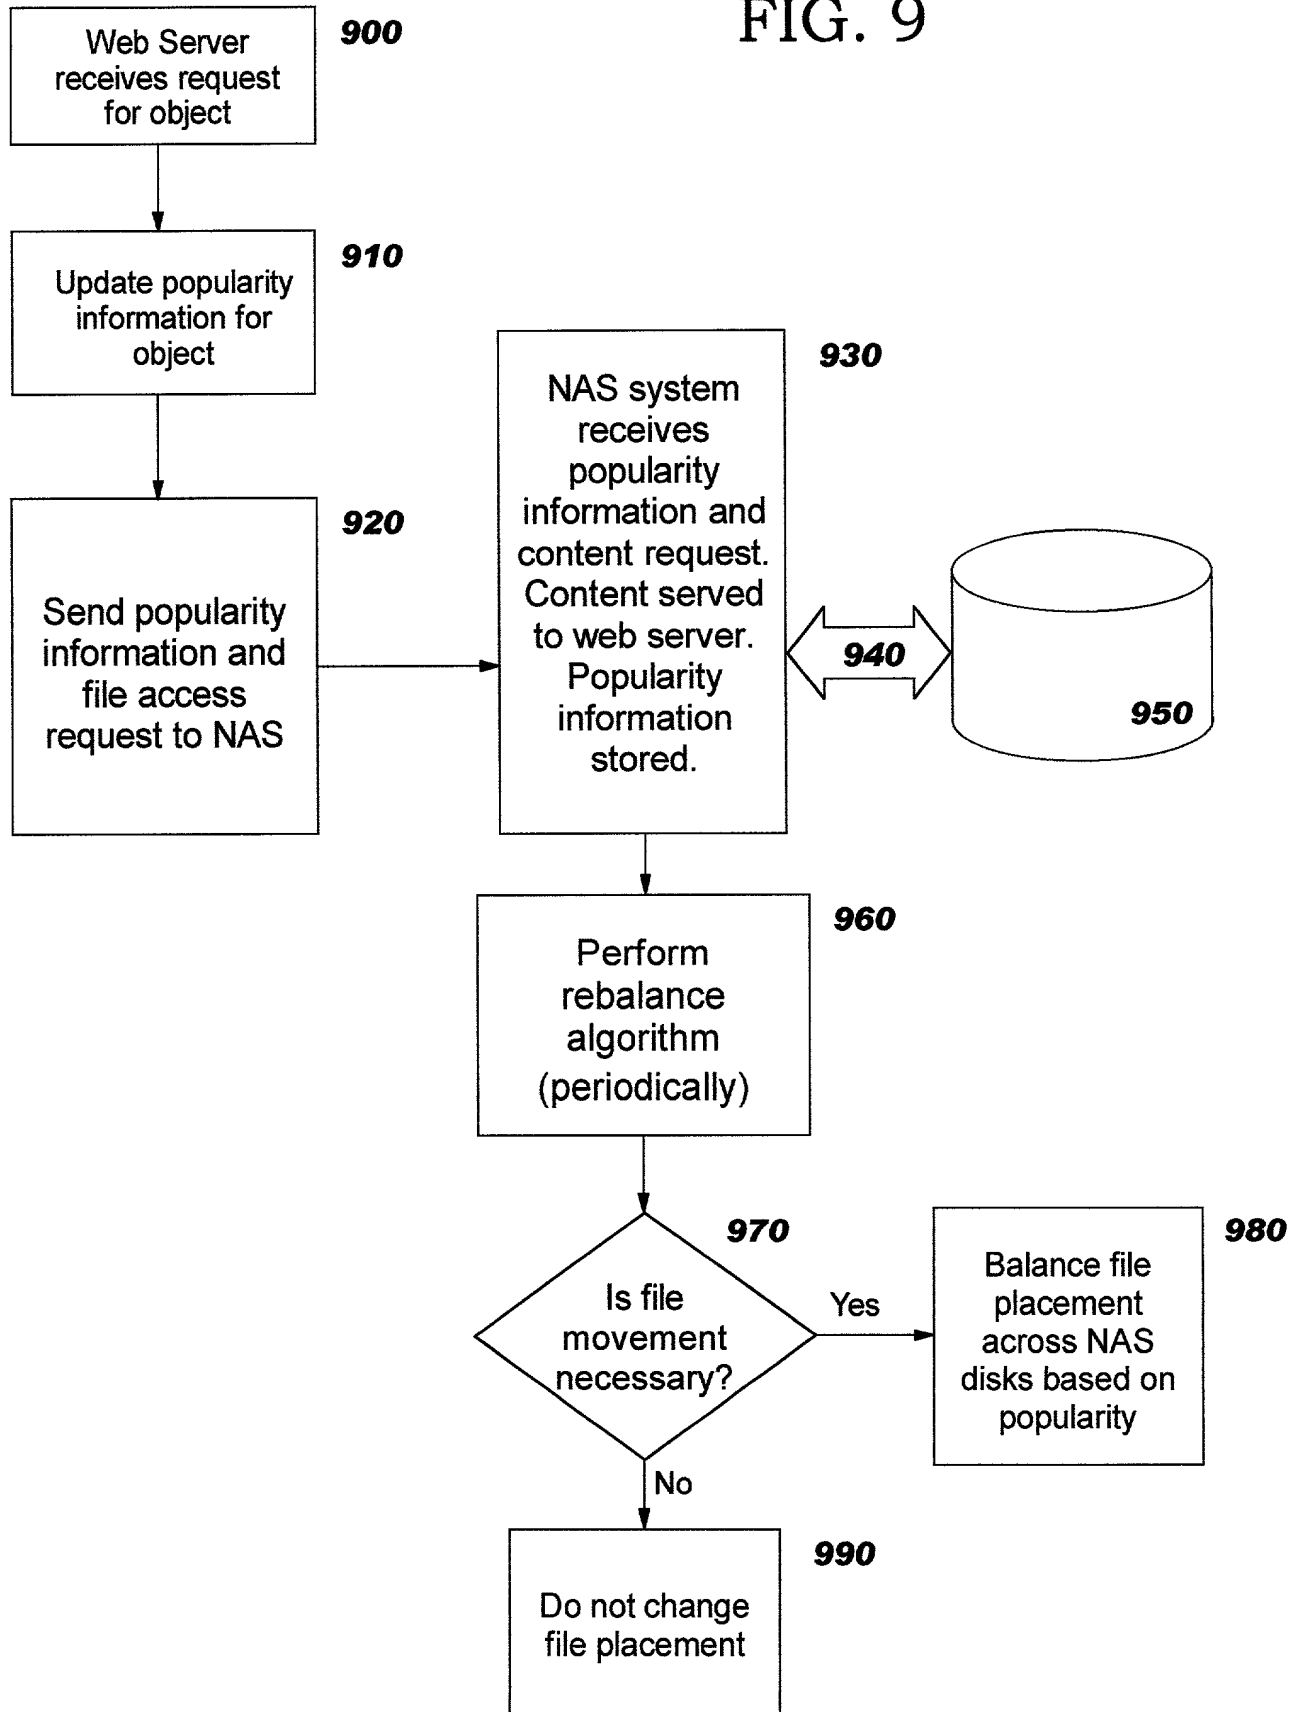 FIG. 9
900
Web Server
receives request
for object
910
Update popularity
information for
object
920
Send popularity
information and
file access
request to NAS
930
NAS system
receives
popularity
information and
content request.
Content served
to web server.
Popularity
information
stored.
940
950
960
Perform
rebalance
algorithm
(periodically)
970
Is file
movement
necessary?
Yes
980
Balance file
placement
across NAS
disks based on
popularity
No
990
Do not change
file placement